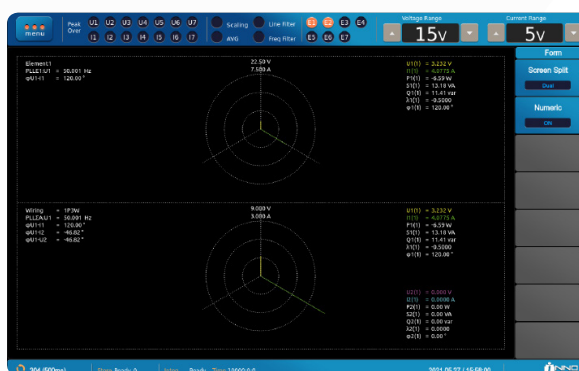 menu
Peak Over
U1 U2 U3 U4 U5 U6 U7
I1 I2 I3 I4 I5 I6 I7
Scaling
AVG
Line filter
Freq filter
E1 E2 E3 E4
E5 E6 E7
Voltage Range
15V
Current Range
5V
Form
Screen Split
Dual
Numeric
ON
Element1
PLLE1:U1 = 50.001 Hz
φU1-I1 = 120.00°
22.50 V
7.500 A
U1(1) = 3.232 V
I1(1) = 4.0775 A
P1(1) = -6.59 W
S1(1) = 13.18 VA
Q1(1) = 11.41 var
λ1(1) = -0.5000
φ1(1) = 120.00°
Wiring = 1P3W
PLLEA:U1 = 50.001 Hz
φU1-I1 = 120.00°
φU1-I2 = -46.82°
φU1-U2 = -46.82°
9.000 V
3.000 A
U1(1) = 3.232 V
I1(1) = 4.0775 A
P1(1) = -6.59 W
S1(1) = 13.18 VA
Q1(1) = 11.41 var
λ1(1) = -0.5000
φ1(1) = 120.00°
U2(1) = 0.000 V
I2(1) = 0.0000 A
P2(1) = 0.00 W
S2(1) = 0.00 VA
Q2(1) = 0.00 var
λ2(1) = 0.0000
φ2(1) = 0.00°